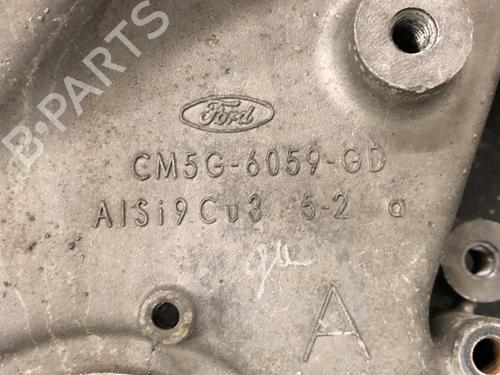 B-PARTS
Ford
CM5G-6059-GD
AlSi9Cu3 5-2 a
A